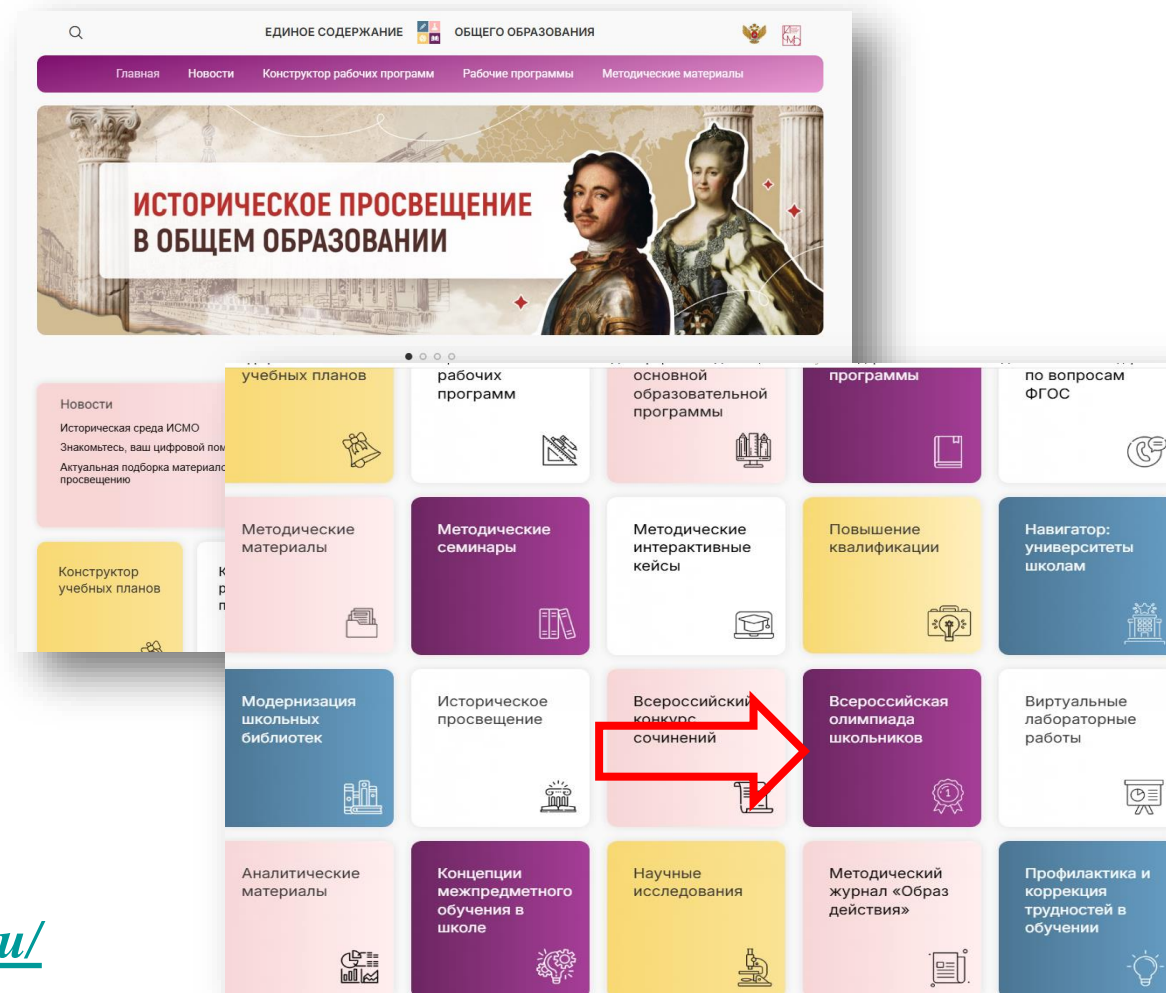 ЕДИНОЕ СОДЕРЖАНИЕ ОБЩЕГО ОБРАЗОВАНИЯ
Главная Новости Конструктор рабочих программ Рабочие программы Методические материалы
ИСТОРИЧЕСКОЕ ПРОСВЕЩЕНИЕ
В ОБЩЕМ ОБРАЗОВАНИИ
Новости
Историческая среда ИСМО
Знакомьтесь, ваш цифровой
Актуальная подборка
просвещению
Конструктор
учебных планов
учебных планов
рабочих
программ
основной
образовательной
программы
программы
по вопросам
ФГОС
Методические
материалы
Методические
семинары
Методические
интерактивные
кейсы
Повышение
квалификации
Навигатор:
университеты
школам
Модернизация
школьных
библиотек
Историческое
просвещение
Всероссийский
конкурс
сочинений
Всероссийская
олимпиада
школьников
Виртуальные
лабораторные
работы
Аналитические
материалы
Концепции
межпредметного
обучения в
школе
Научные
исследования
Методический
журнал «Образ
действия»
Профилактика и
коррекция
трудностей в
обучении
u/